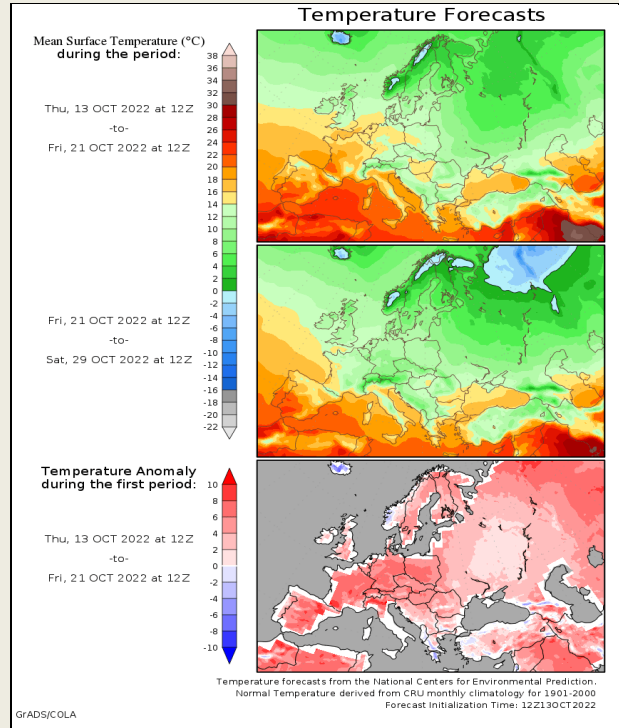 Temperature Forecasts
Mean Surface Temperature (°C)
during the period:
Thu, 13 OCT 2022 at 12Z
-to-
Fri, 21 OCT 2022 at 12Z
38
36
34
32
30
28
26
24
22
20
18
16
14
12
10
8
6
4
2
0
-2
-4
-6
-8
-10
-12
-14
-16
-18
-20
-22
Fri, 21 OCT 2022 at 12Z
-to-
Sat, 29 OCT 2022 at 12Z
Temperature Anomaly
during the first period:
Thu, 13 OCT 2022 at 12Z
-to-
Fri, 21 OCT 2022 at 12Z
10
8
6
4
2
0
-2
-4
-6
-8
-10
Temperature forecasts from the National Centers for Environmental Prediction.
Normal Temperature derived from CRU monthly climatology for 1901-2000
Forecast Initialization Time: 12Z13OCT2022
GrADS/COLA